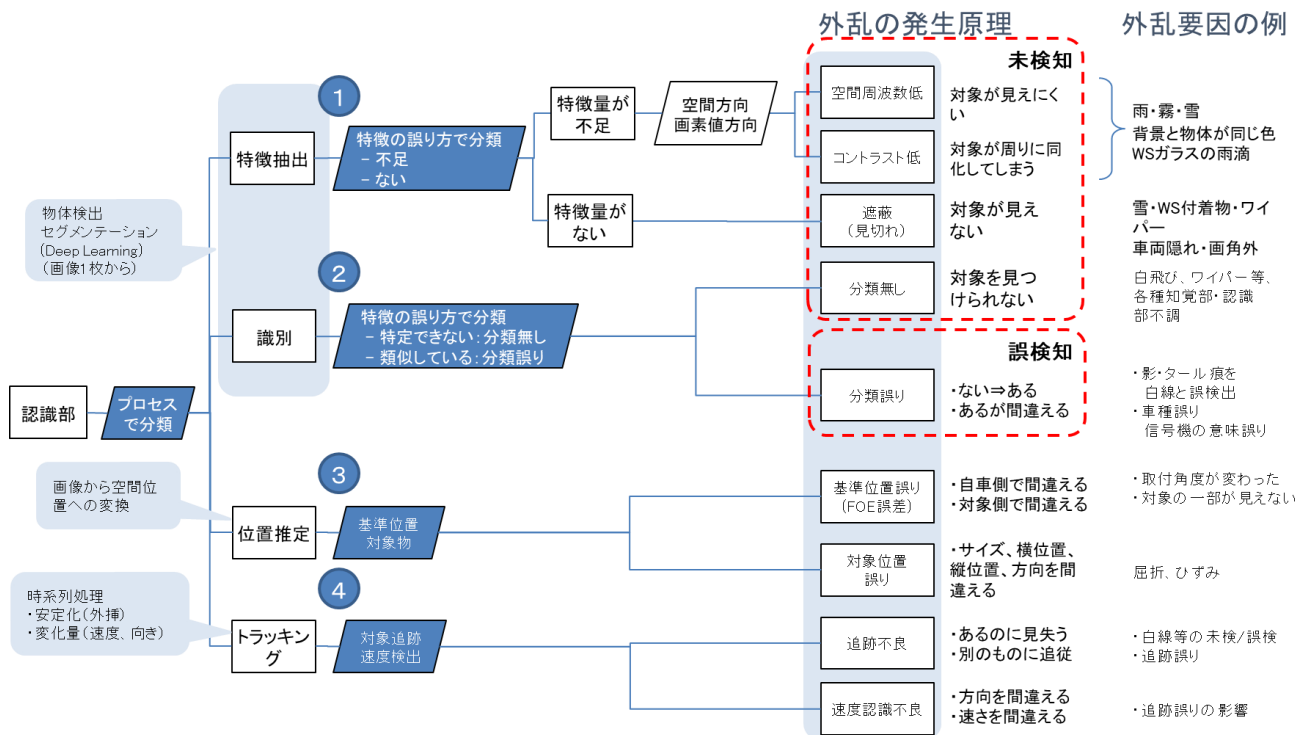 外乱の発生原理
外乱要因の例
未検知
①
特徴抽出
特徴の誤り方で分類
– 不足
– ない
特徴量が
不足
空間方向
画素値方向
空間周波数低
対象が見えにく
い
コントラスト低
対象が周りに同
化してしまう
雨・霧・雪
背景と物体が同じ色
WSガラスの雨滴
特徴量が
ない
遮蔽
(見切れ)
対象が見え
ない
雪・WS付着物・ワイ
パー
車両隠れ・画角外
物体検出
セグメンテーション
(Deep Learning)
(画像1枚から)
②
識別
特徴の誤り方で分類
– 特定できない：分類無し
– 類似している：分類誤り
分類無し
対象を見つ
けられない
白飛び、ワイパー等、
各種知覚部・認識
部不調
誤検知
分類誤り
・ない⇒ある
・あるが間違える
・影・タール痕を
白線と誤検出
・車種誤り
信号機の意味誤り
認識部
プロセス
で分類
画像から空間位
置への変換
③
位置推定
基準位置
対象物
基準位置誤り
(FOE誤差)
・自車側で間違える
・対象側で間違える
・取付角度が変わった
・対象の一部が見えない
対象位置
誤り
・サイズ、横位置、
縦位置、方向を間
違える
屈折、ひずみ
時系列処理
・安定化(外挿)
・変化量(速度、向き)
④
トラッキン
グ
対象追跡
速度検出
追跡不良
・あるのに見失う
・別のものに追従
・白線等の未検/誤検
・追跡誤り
速度認識不良
・方向を間違える
・速さを間違える
・追跡誤りの影響